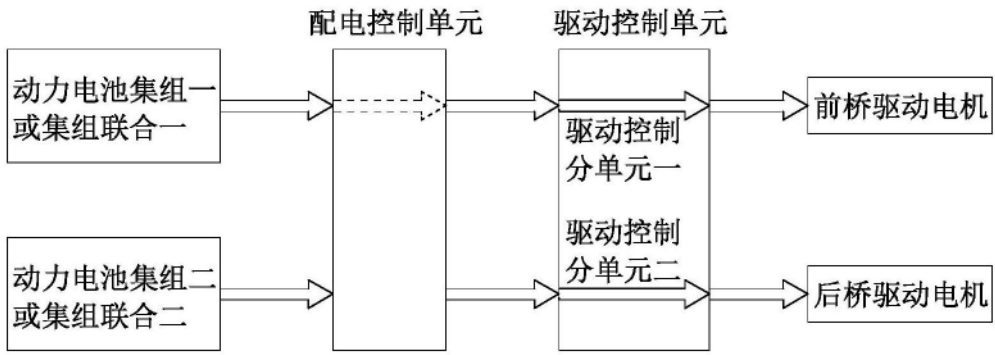 配电控制单元
驱动控制单元
动力电池集组一
或集组联合一
前桥驱动电机
驱动控制
分单元一
动力电池集组二
或集组联合二
驱动控制
分单元二
后桥驱动电机